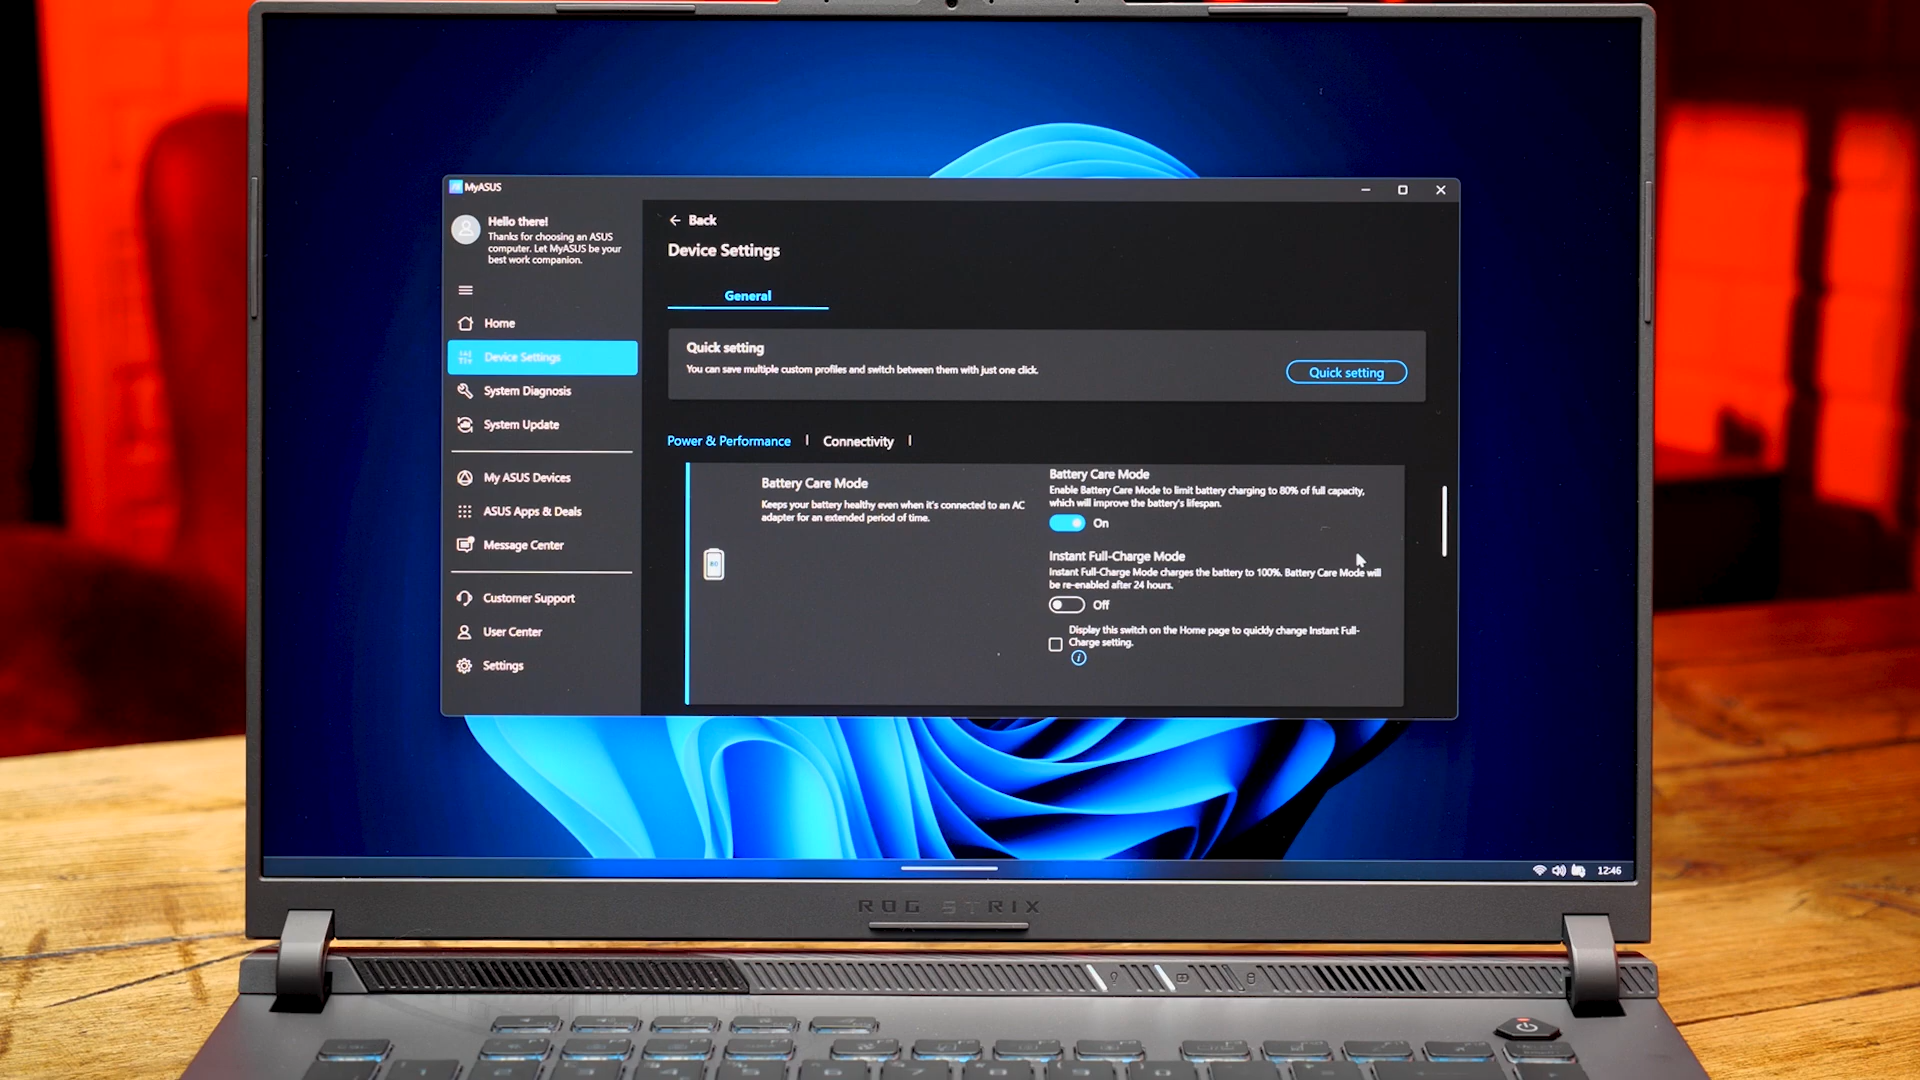 MyASUS
Hello there!
Thanks for choosing an ASUS
computer. Let MyASUS be your
best work companion.
Home
Device Settings
System Diagnosis
System Update
My ASUS Devices
ASUS Apps & Deals
Message Center
Customer Support
User Center
Settings
Back
Device Settings
General
Quick setting
You can save multiple custom profiles and switch between them with just one click.
Quick setting
Power & Performance
Connectivity
Battery Care Mode
Keeps your battery healthy even when it's connected to an AC
adapter for an extended period of time.
80
Battery Care Mode
Enable Battery Care Mode to limit battery charging to 80% of full capacity,
which will improve the battery's lifespan.
On
Instant Full-Charge Mode
Instant Full-Charge Mode charges the battery to 100%. Battery Care Mode will
be re-enabled after 24 hours.
Off
Display this switch on the Home page to quickly change Instant Full-
Charge setting.
12:46
ROG STRIX